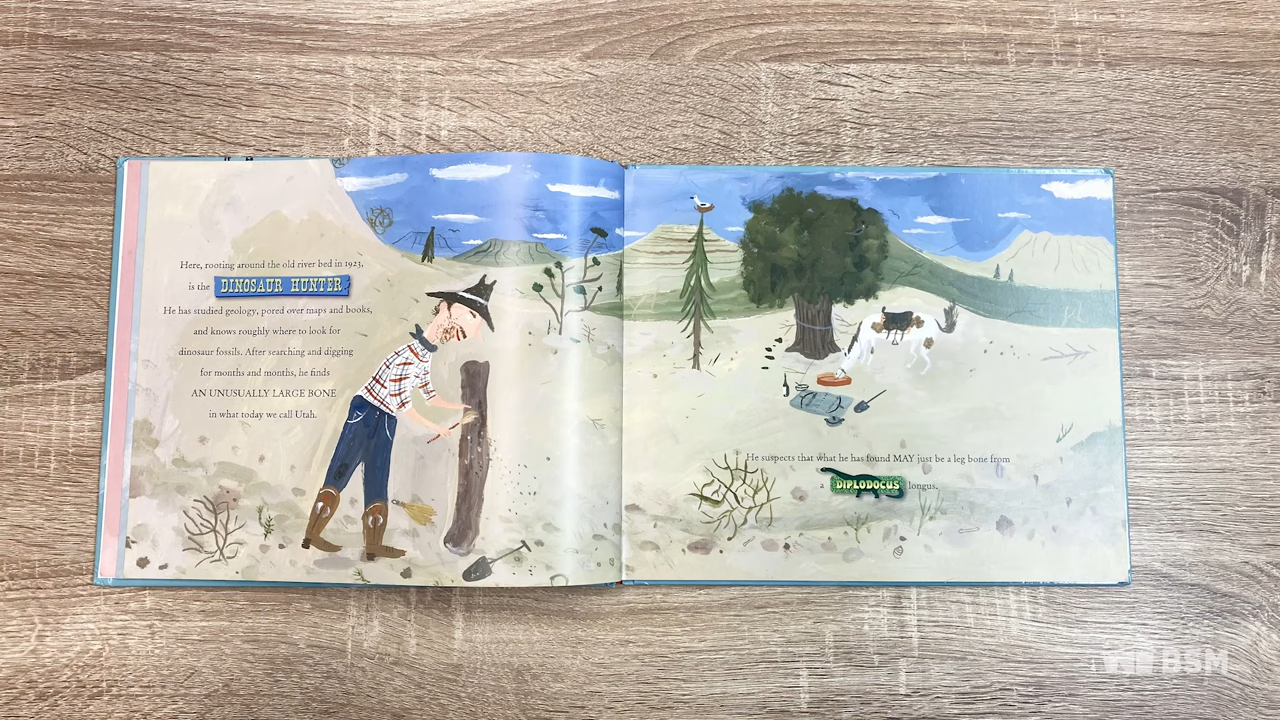 Here, rooting around the old river bed in 1923,
is the DINOSAUR HUNTER
He has studied geology, pored over maps and books,
and knows roughly where to look for
dinosaur fossils. After searching and digging
for months and months, he finds
AN UNUSUALLY LARGE BONE
in what today we call Utah.
He suspects that what he has found MAY just be a leg bone from
a DIPLODOCUS longus.
BSM